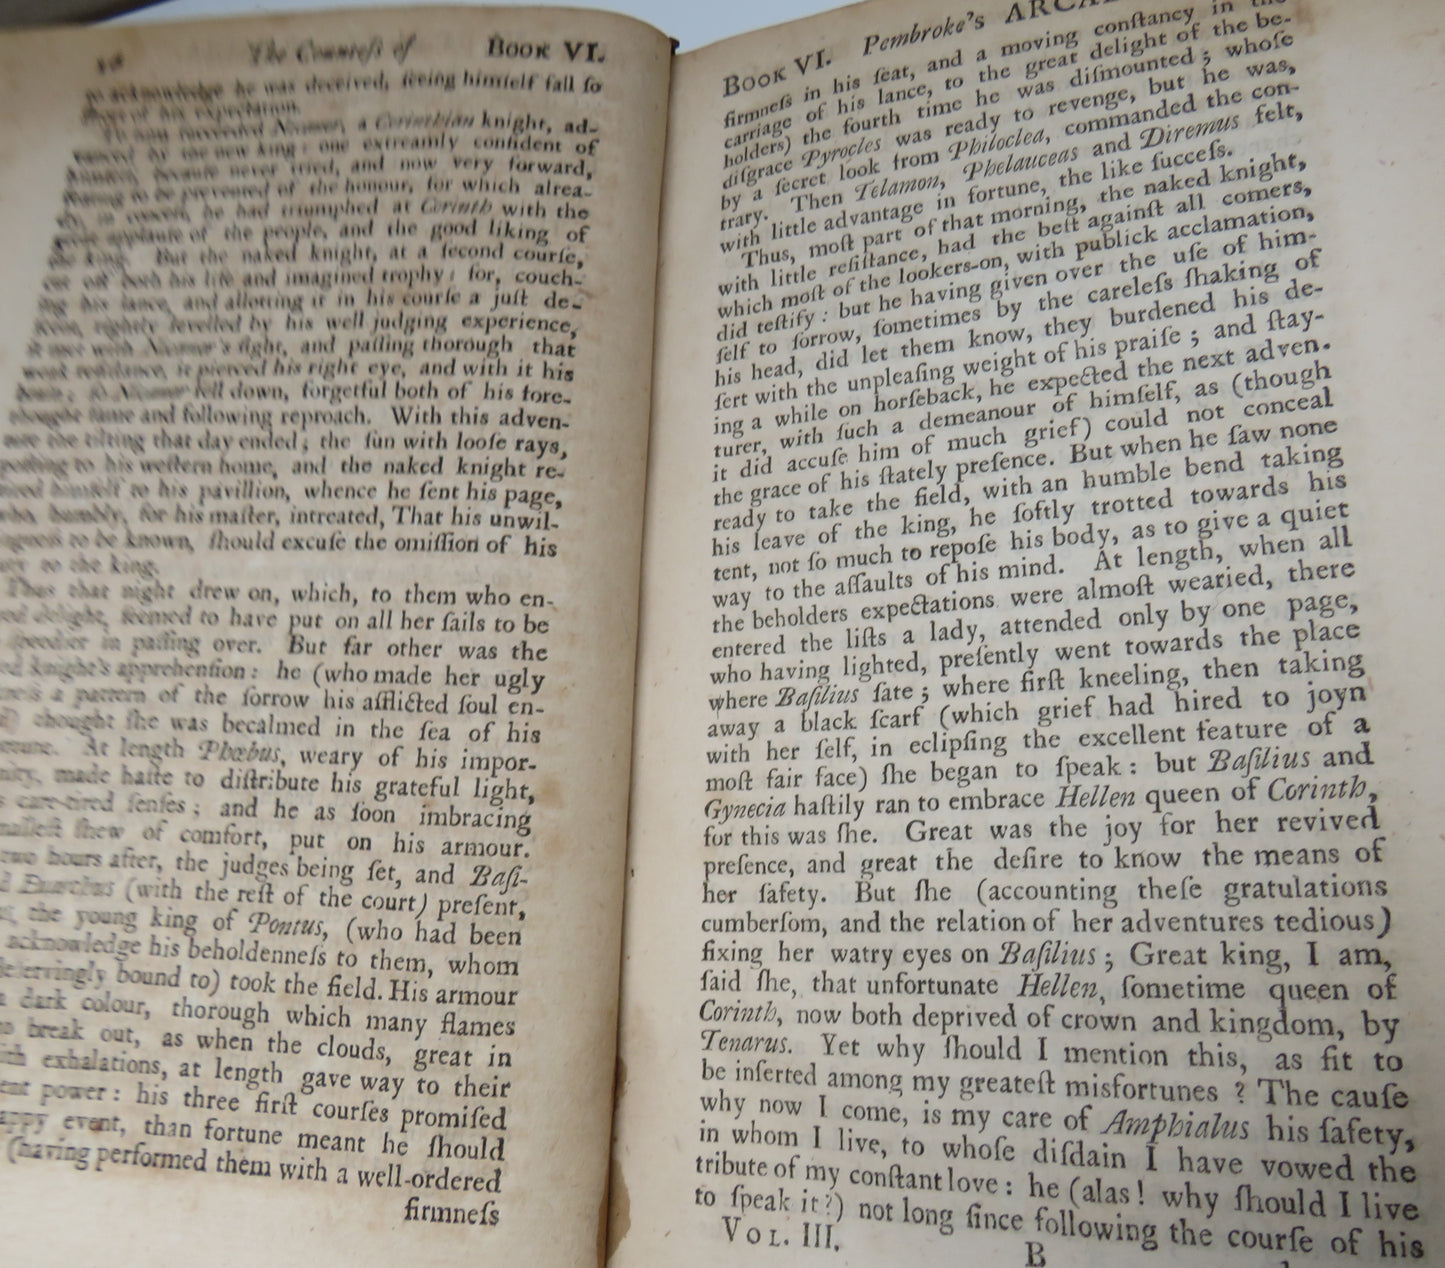 The Counteſs of BOOK VI.
to acknowledge he was deceived, ſeeing himſelf fall ſo
ſhort of his expectation.
To him ſucceeded Nicanor, a Corinthian knight, ad-
vanced by the new king: one extreamly confident of
himſelf, becauſe never tried, and now very forward,
fearing to be prevented of the honour, for which alrea-
dy, in conceit, he had triumphed at Corinth with the
applauſe of the people, and the good liking of
the king. But the naked knight, at a ſecond courſe,
cut off both his life and imagined trophy: for, couch-
ing his lance, and allotting it in his courſe a juſt de-
rightly levelled by his well judging experience,
it met with ſight, and paſſing thorough that
weak reſiſtance, it pierced his right eye, and with it his
fell down, forgetful both of his fore-
thought fame and following reproach. With this adven-
ture the tilting that day ended; the ſun with looſe rays,
poſting to his weſtern home, and the naked knight re-
tired himſelf to his pavillion, whence he ſent his page,
who, humbly, for his maſter, intreated, That his unwil-
lingneſs to be known, ſhould excuſe the omiſſion of his
to the king.
Thus that night drew on, which, to them who en-
delight, ſeemed to have put on all her ſails to be
ſpeedier in paſſing over. But far other was the
knight's apprehenſion: he (who made her ugly
a pattern of the ſorrow his afflicted ſoul en-
thought ſhe was becalmed in the ſea of his
At length Phœbus, weary of his impor-
nity, made haſte to diſtribute his grateful light,
care-tired ſenſes; and he as ſoon imbracing
ſmalleſt ſhew of comfort, put on his armour.
two hours after, the judges being ſet, and Baſi-
Euarchus (with the reſt of the court) preſent,
the young king of Pontus, (who had been
acknowledge his beholdenneſs to them, whom
deſervingly bound to) took the field. His armour
dark colour, thorough which many flames
break out, as when the clouds, great in
exhalations, at length gave way to their
power: his three firſt courſes promiſed
happy event, than fortune meant he ſhould
(having performed them with a well-ordered
firmneſs
BOOK VI. Pembroke's
firmneſs in his ſeat, and a moving conſtancy in the
carriage of his lance, to the great delight of the be-
holders) the fourth time he was diſmounted; whoſe
diſgrace Pyrocles was ready to revenge, but he was,
by a ſecret look from Philoclea, commanded the con-
trary. Then Telamon, Phelauceas and Diremus felt,
with little advantage in fortune, the like ſucceſs.
Thus, moſt part of that morning, the naked knight,
with little reſiſtance, had the beſt againſt all comers,
which moſt of the lookers-on, with publick acclamation,
did teſtify: but he having given over the uſe of him-
ſelf to ſorrow, ſometimes by the careleſs ſhaking of
his head, did let them know, they burdened his de-
ſert with the unpleaſing weight of his praiſe; and ſtay-
ing a while on horſeback, he expected the next adven.
turer, with ſuch a demeanour of himſelf, as (though
it did accuſe him of much grief) could not conceal
the grace of his ſtately preſence. But when he ſaw none
ready to take the field, with an humble bend taking
his leave of the king, he ſoftly trotted towards his
tent, not ſo much to repoſe his body, as to give a quiet
way to the aſſaults of his mind. At length, when all
the beholders expectations were almoſt wearied, there
entered the liſts a lady, attended only by one page,
who having lighted, preſently went towards the place
where Baſilius ſate; where firſt kneeling, then taking
away a black ſcarf (which grief had hired to joyn
with her ſelf, in eclipſing the excellent feature of a
moſt fair face) ſhe began to ſpeak: but Baſilius and
Gynecia haſtily ran to embrace Hellen queen of Corinth,
for this was ſhe. Great was the joy for her revived
preſence, and great the deſire to know the means of
her ſafety. But ſhe (accounting theſe gratulations
cumberſom, and the relation of her adventures tedious)
fixing her watry eyes on Baſilius; Great king, I am,
ſaid ſhe, that unfortunate Hellen, ſometime queen of
Corinth, now both deprived of crown and kingdom, by
Tenarus. Yet why ſhould I mention this, as fit to
be inſerted among my greateſt misfortunes? The cauſe
why now I come, is my care of Amphialus his ſafety,
in whom I live, to whoſe diſdain I have vowed the
tribute of my conſtant love: he (alas! why ſhould I live
to ſpeak it?) not long ſince following the courſe of his
VOL. III. B